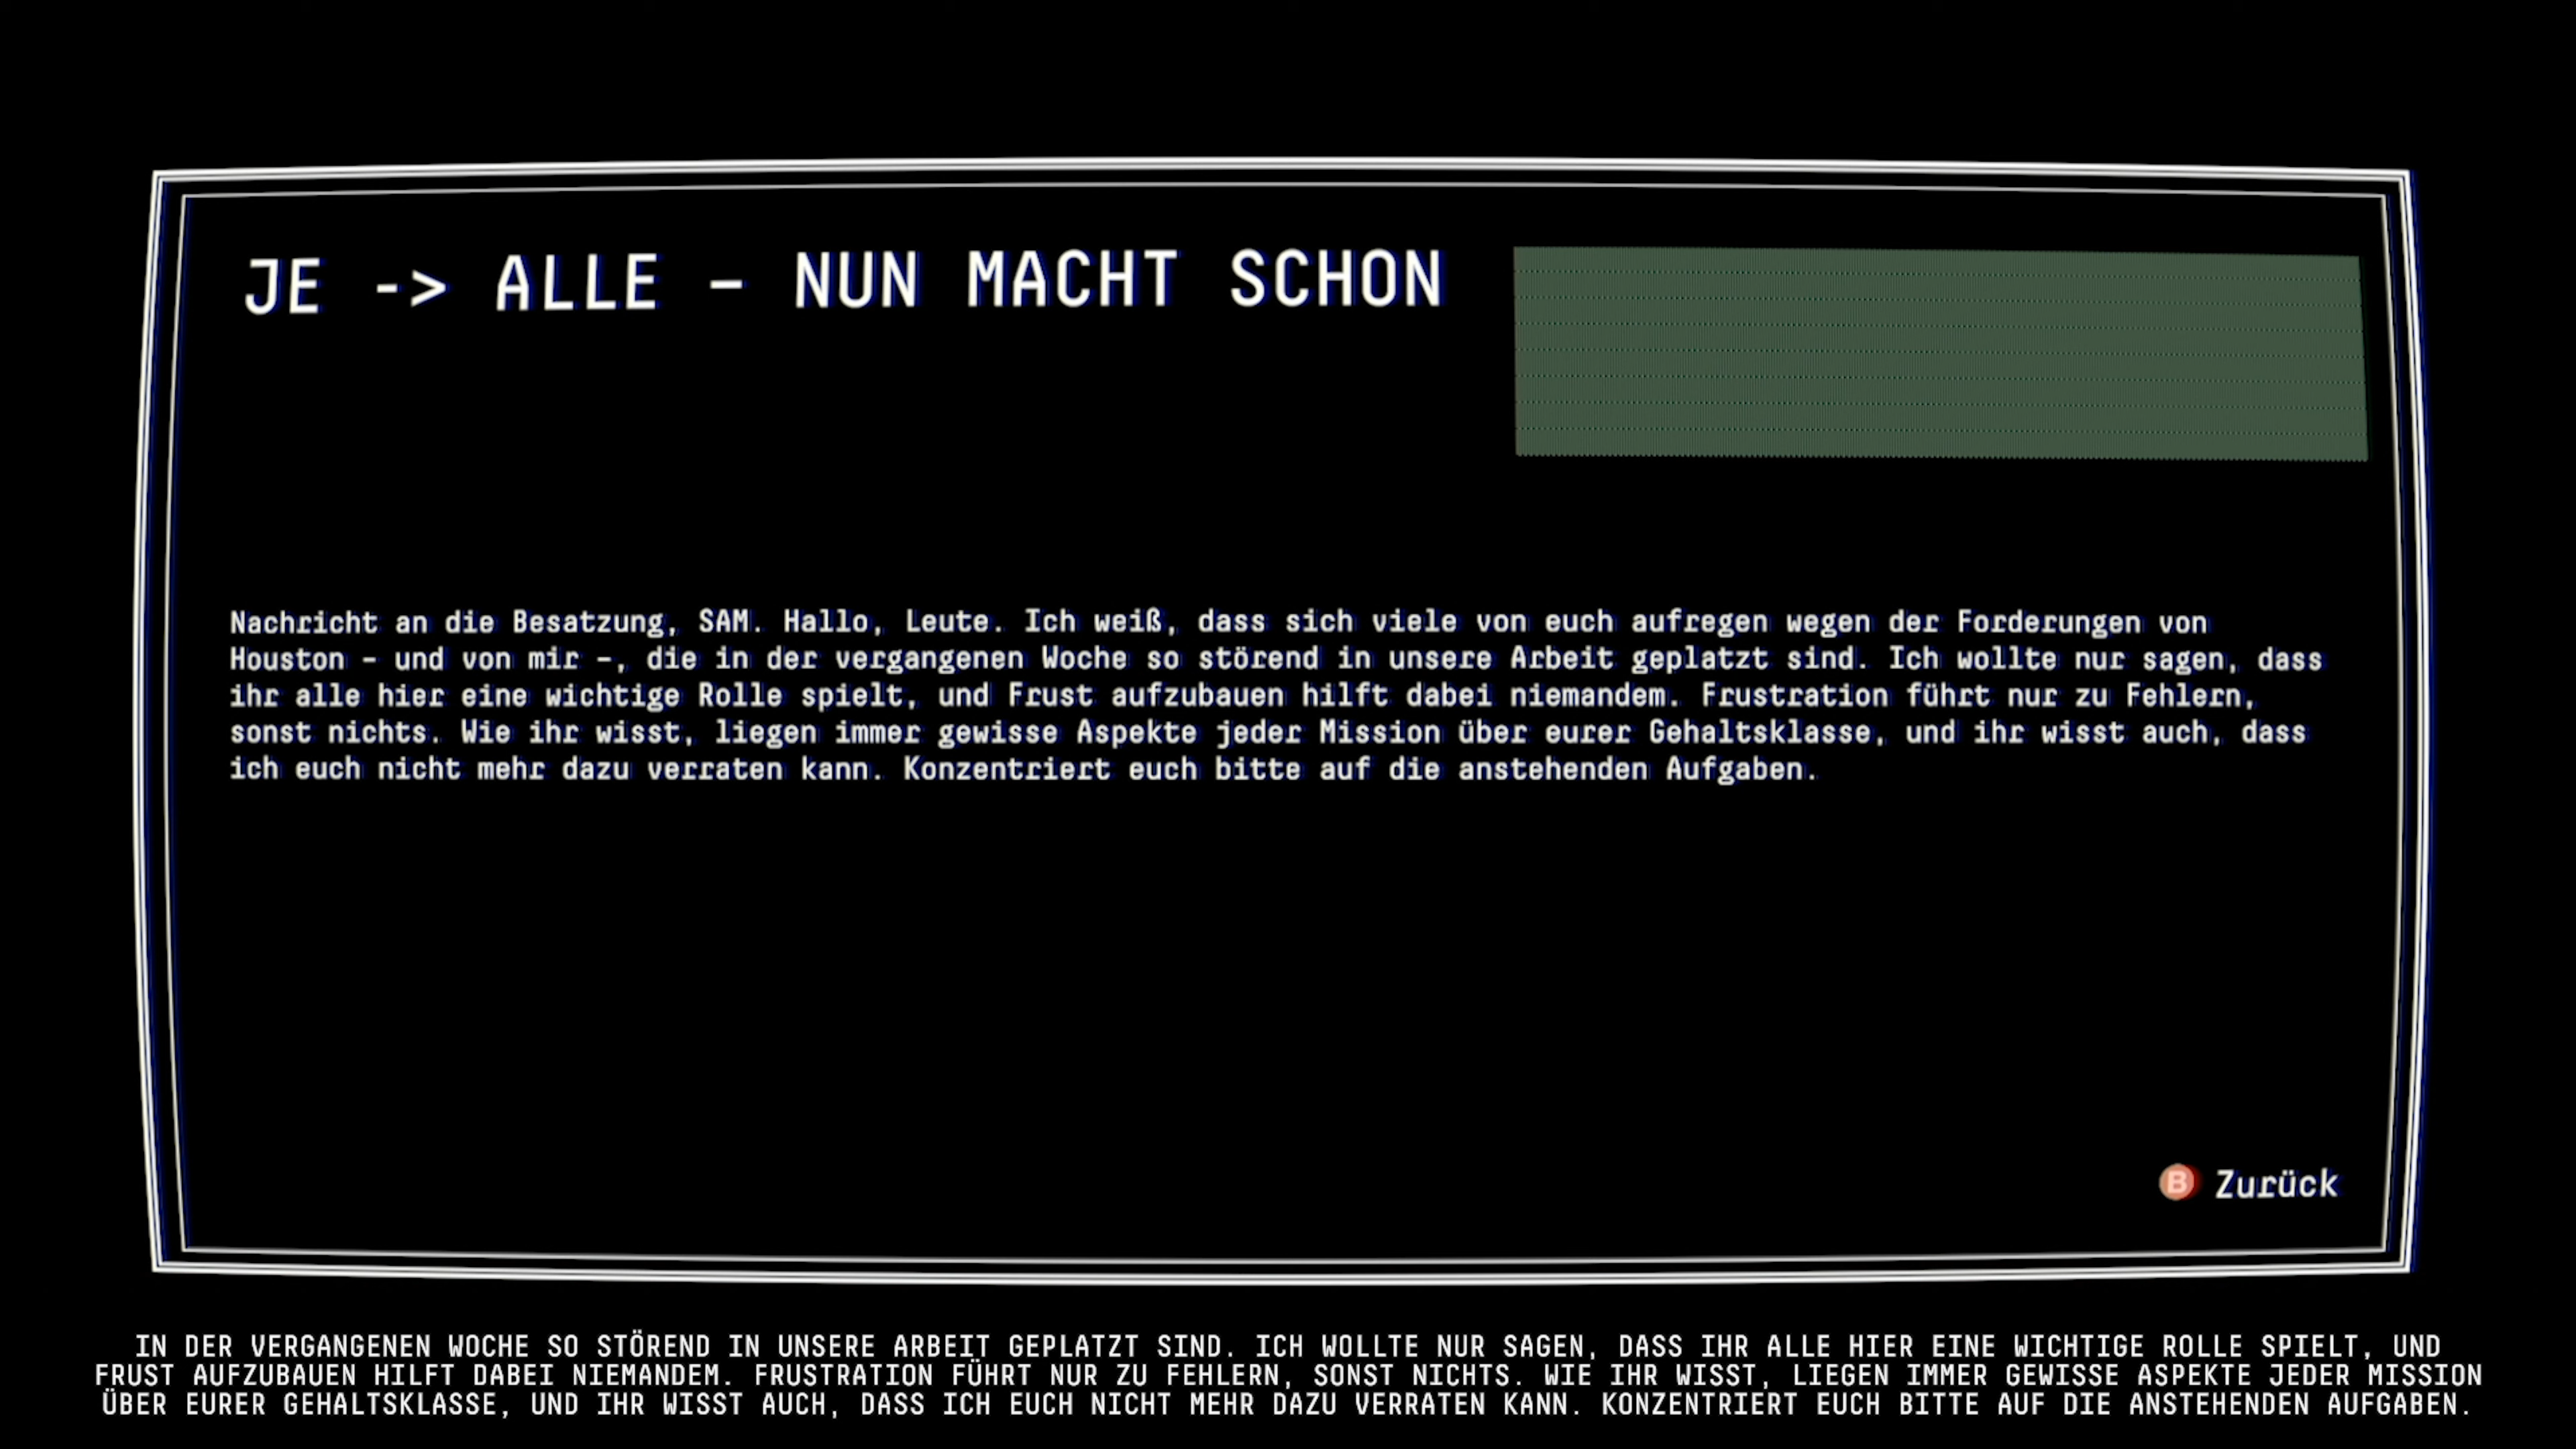 JE -> ALLE – NUN MACHT SCHON
Nachricht an die Besatzung, SAM. Hallo, Leute. Ich weiß, dass sich viele von euch aufregen wegen der Forderungen von
Houston – und von mir –, die in der vergangenen Woche so störend in unsere Arbeit geplatzt sind. Ich wollte nur sagen, dass
ihr alle hier eine wichtige Rolle spielt, und Frust aufzubauen hilft dabei niemandem. Frustration führt nur zu Fehlern,
sonst nichts. Wie ihr wisst, liegen immer gewisse Aspekte jeder Mission über eurer Gehaltsklasse, und ihr wisst auch, dass
ich euch nicht mehr dazu verraten kann. Konzentriert euch bitte auf die anstehenden Aufgaben.
B Zurück
IN DER VERGANGENEN WOCHE SO STÖREND IN UNSERE ARBEIT GEPLATZT SIND. ICH WOLLTE NUR SAGEN, DASS IHR ALLE HIER EINE WICHTIGE ROLLE SPIELT, UND
FRUST AUFZUBAUEN HILFT DABEI NIEMANDEM. FRUSTRATION FÜHRT NUR ZU FEHLERN, SONST NICHTS. WIE IHR WISST, LIEGEN IMMER GEWISSE ASPEKTE JEDER MISSION
ÜBER EURER GEHALTSKLASSE, UND IHR WISST AUCH, DASS ICH EUCH NICHT MEHR DAZU VERRATEN KANN. KONZENTRIERT EUCH BITTE AUF DIE ANSTEHENDEN AUFGABEN.